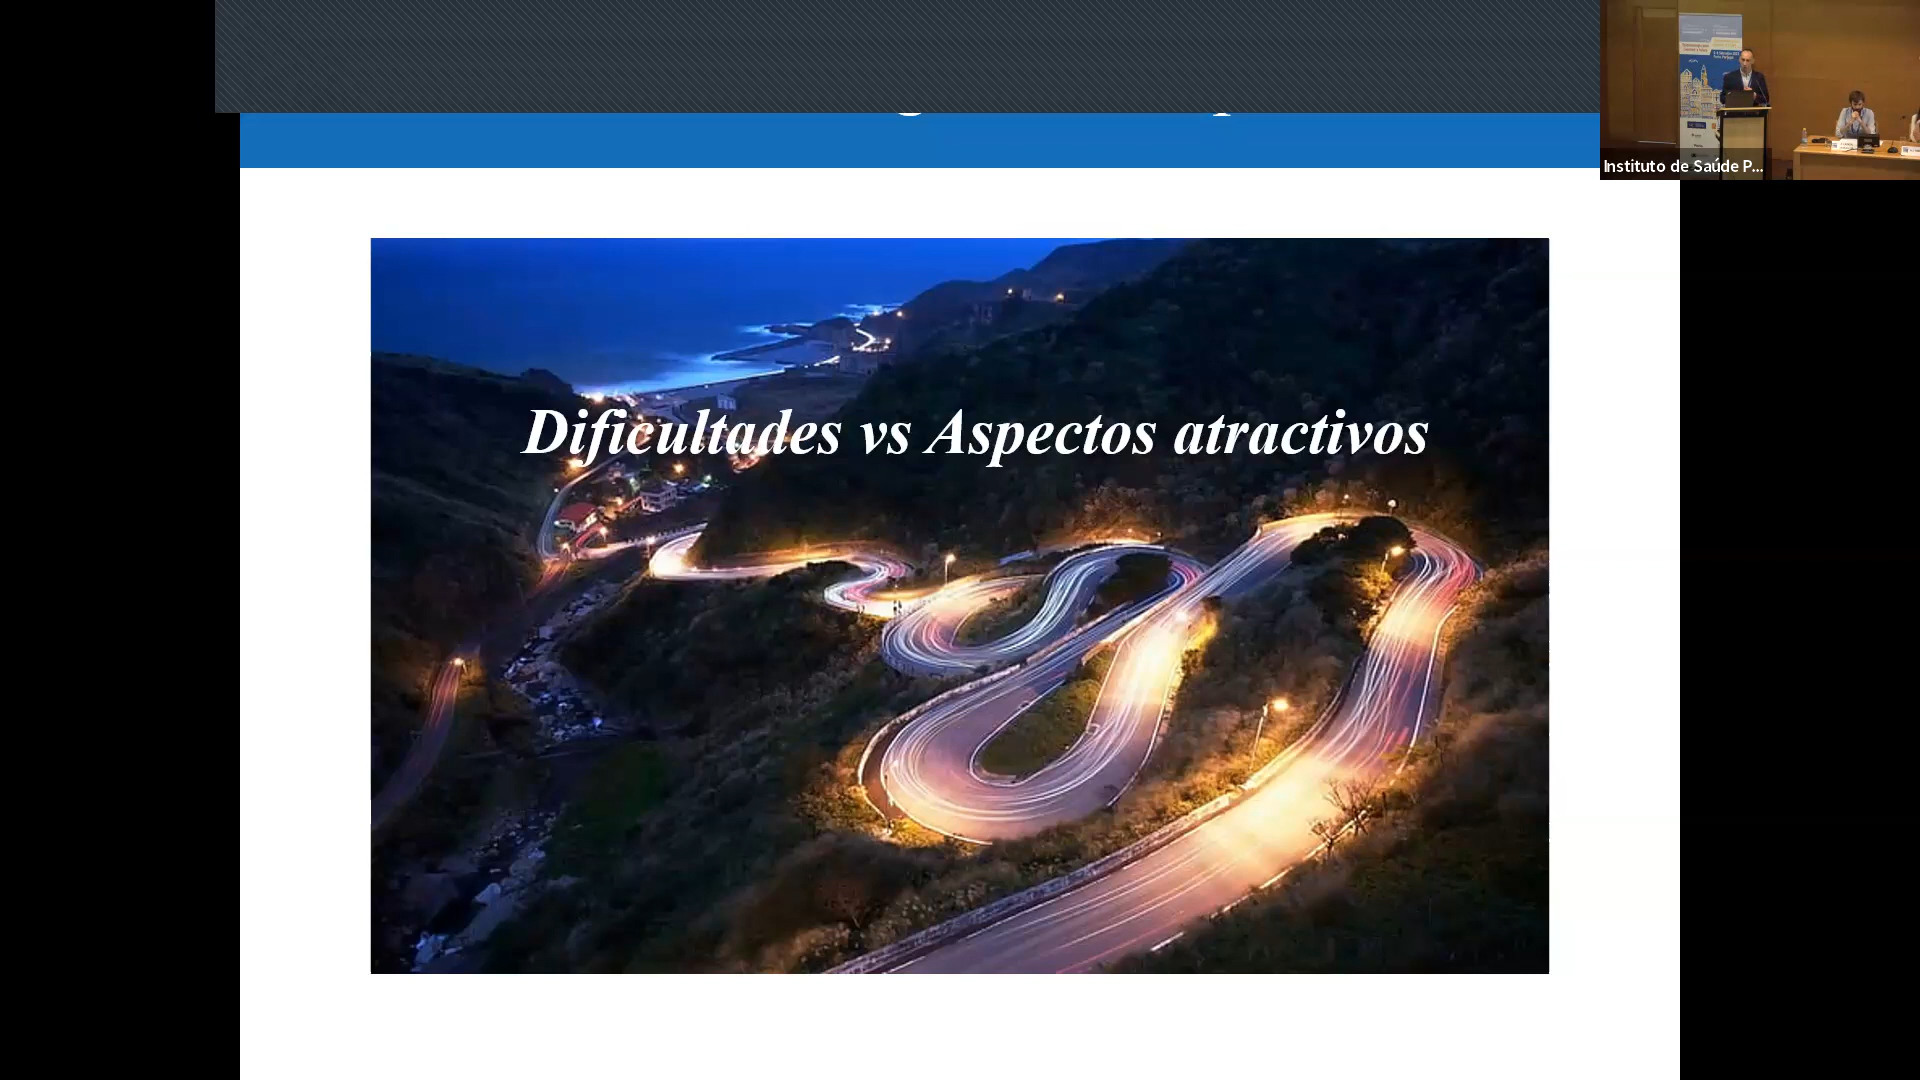 Dificultades vs Aspectos atractivos
Instituto de Saúde P...